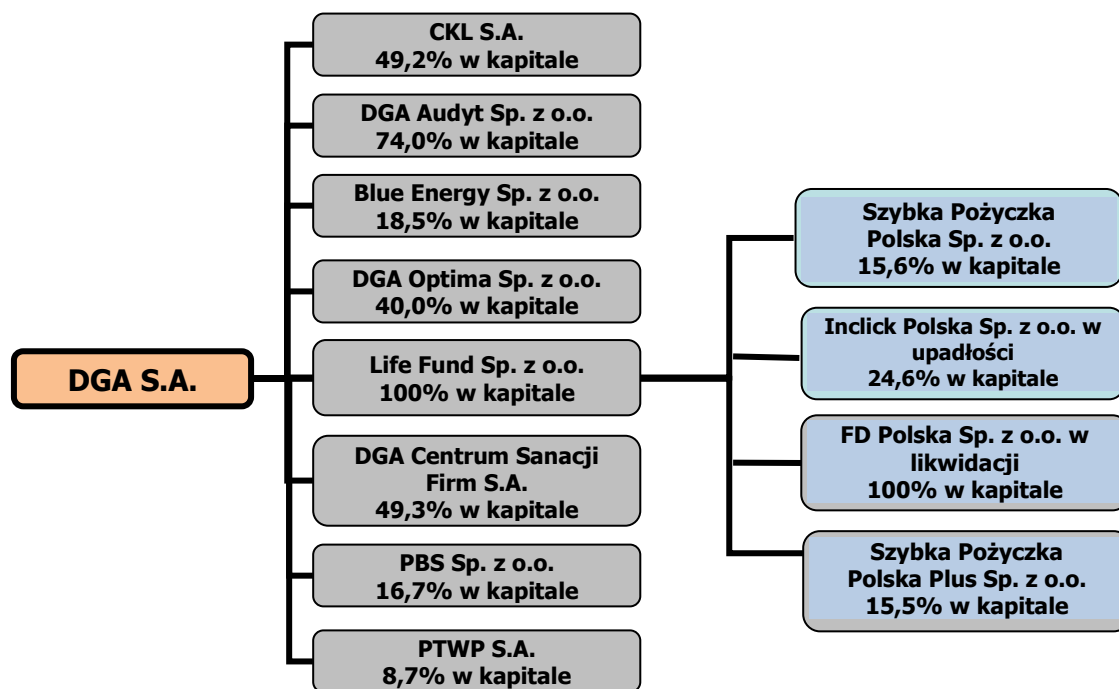 DGA S.A.
CKL S.A.
49,2% w kapitale
DGA Audyt Sp. z o.o.
74,0% w kapitale
Blue Energy Sp. z o.o.
18,5% w kapitale
DGA Optima Sp. z o.o.
40,0% w kapitale
Life Fund Sp. z o.o.
100% w kapitale
DGA Centrum Sanacji
Firm S.A.
49,3% w kapitale
PBS Sp. z o.o.
16,7% w kapitale
PTWP S.A.
8,7% w kapitale
Szybka Pożyczka
Polska Sp. z o.o.
15,6% w kapitale
Inclick Polska Sp. z o.o. w
upadłości
24,6% w kapitale
FD Polska Sp. z o.o. w
likwidacji
100% w kapitale
Szybka Pożyczka
Polska Plus Sp. z o.o.
15,5% w kapitale